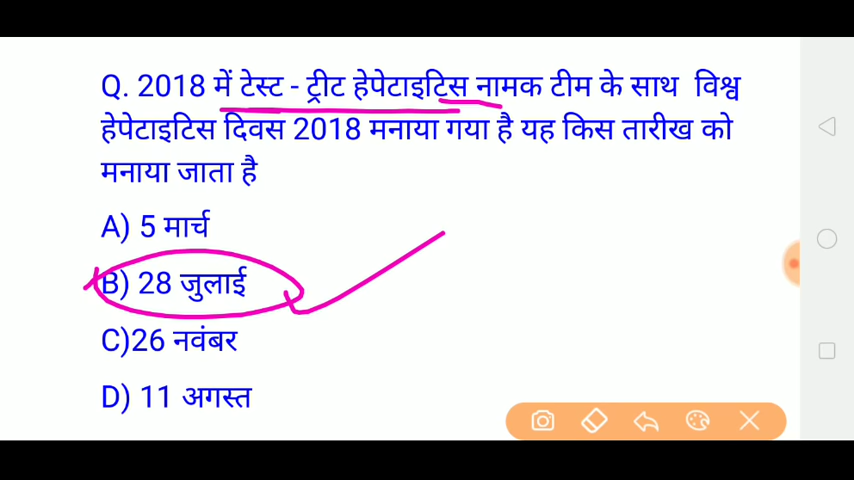 Q. 2018 में टेस्ट - ट्रीट हेपेटाइटिस नामक टीम के साथ विश्व
हेपेटाइटिस दिवस 2018 मनाया गया है यह किस तारीख को
मनाया जाता है
A) 5 मार्च
B) 28 जुलाई
C)26 नवंबर
D) 11 अगस्त